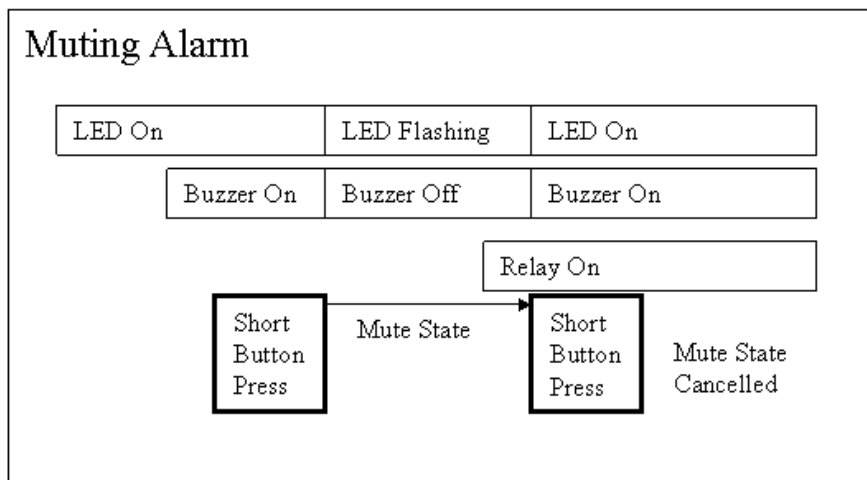 Muting Alarm
LED On
LED Flashing
LED On
Buzzer On
Buzzer Off
Buzzer On
Relay On
Short
Button
Press
Mute State
Short
Button
Press
Mute State
Cancelled